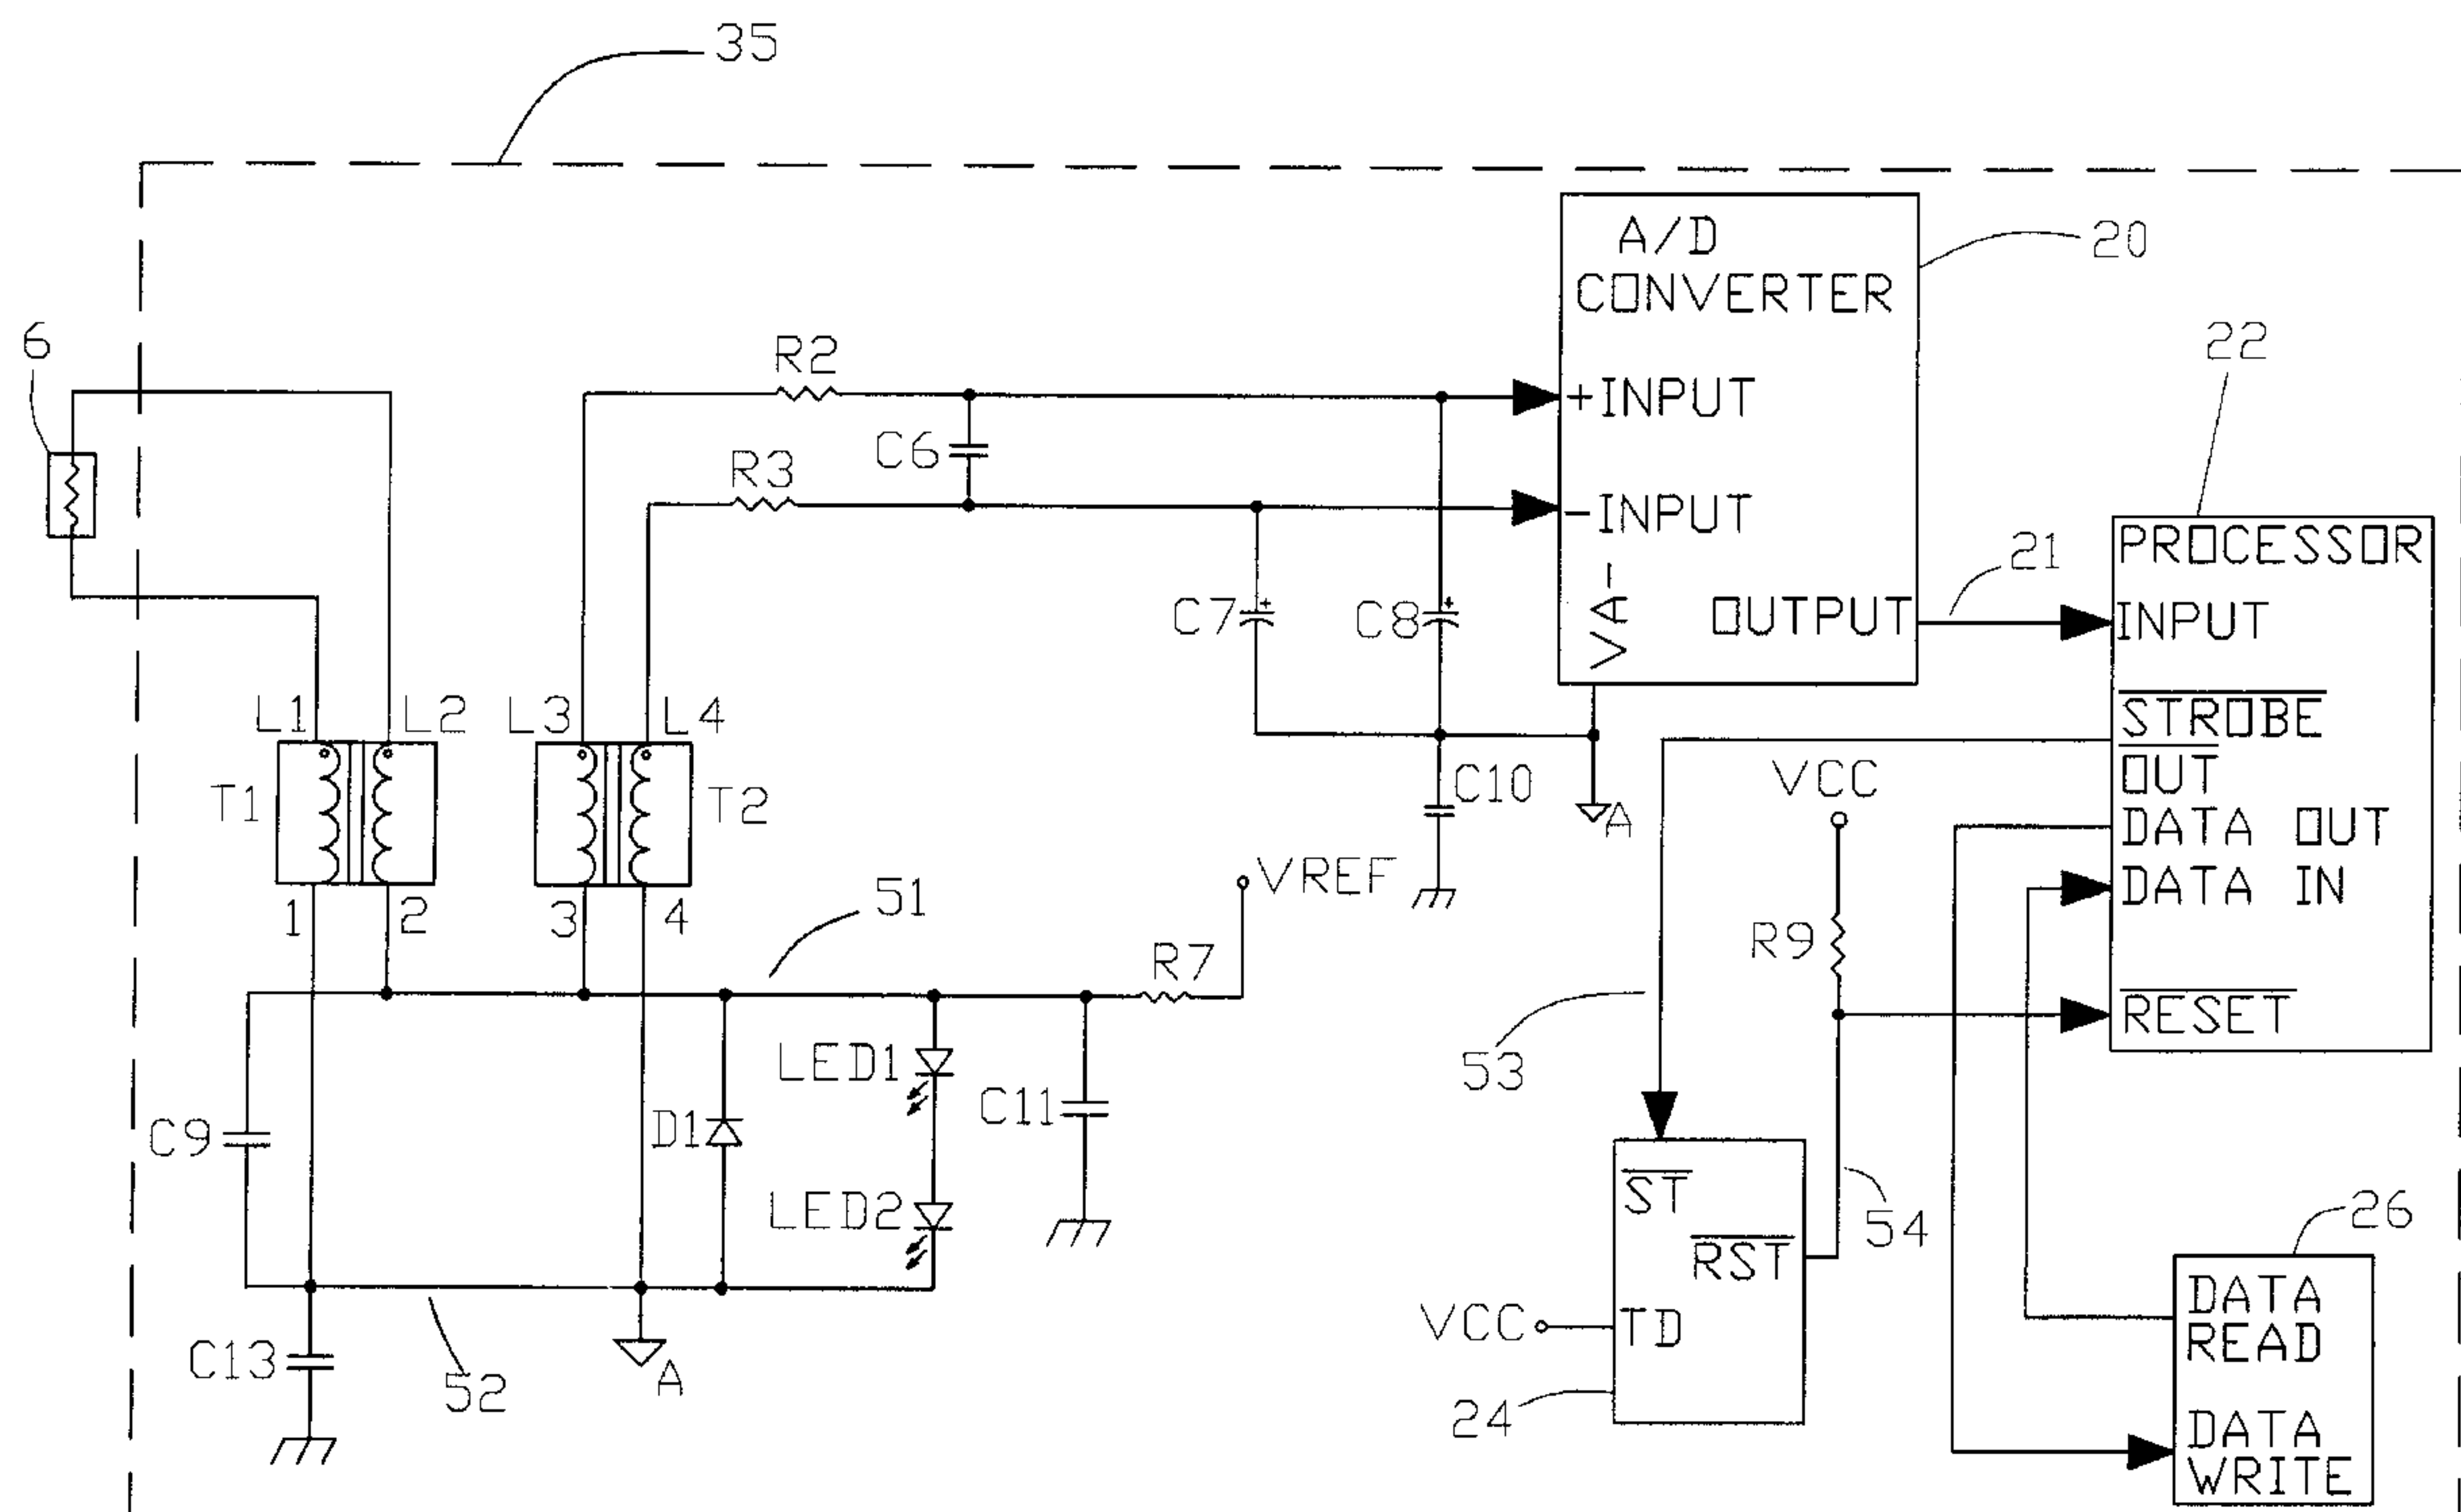 35
A/D
CONVERTER
20
6
R2
22
+INPUT
C6
R3
-INPUT
PROCESSOR
21
VA-
C7
C8
OUTPUT
INPUT
L1
L2
L3
L4
STROBE
OUT
T1
T2
C10
VCC
A
DATA OUT
DATA IN
1
2
3
4
51
VREF
R7
R9
RESET
53
LED1
C11
C9
D1
ST
LED2
54
26
RST
DATA
READ
VCC
TD
C13
52
A
24
DATA
WRITE